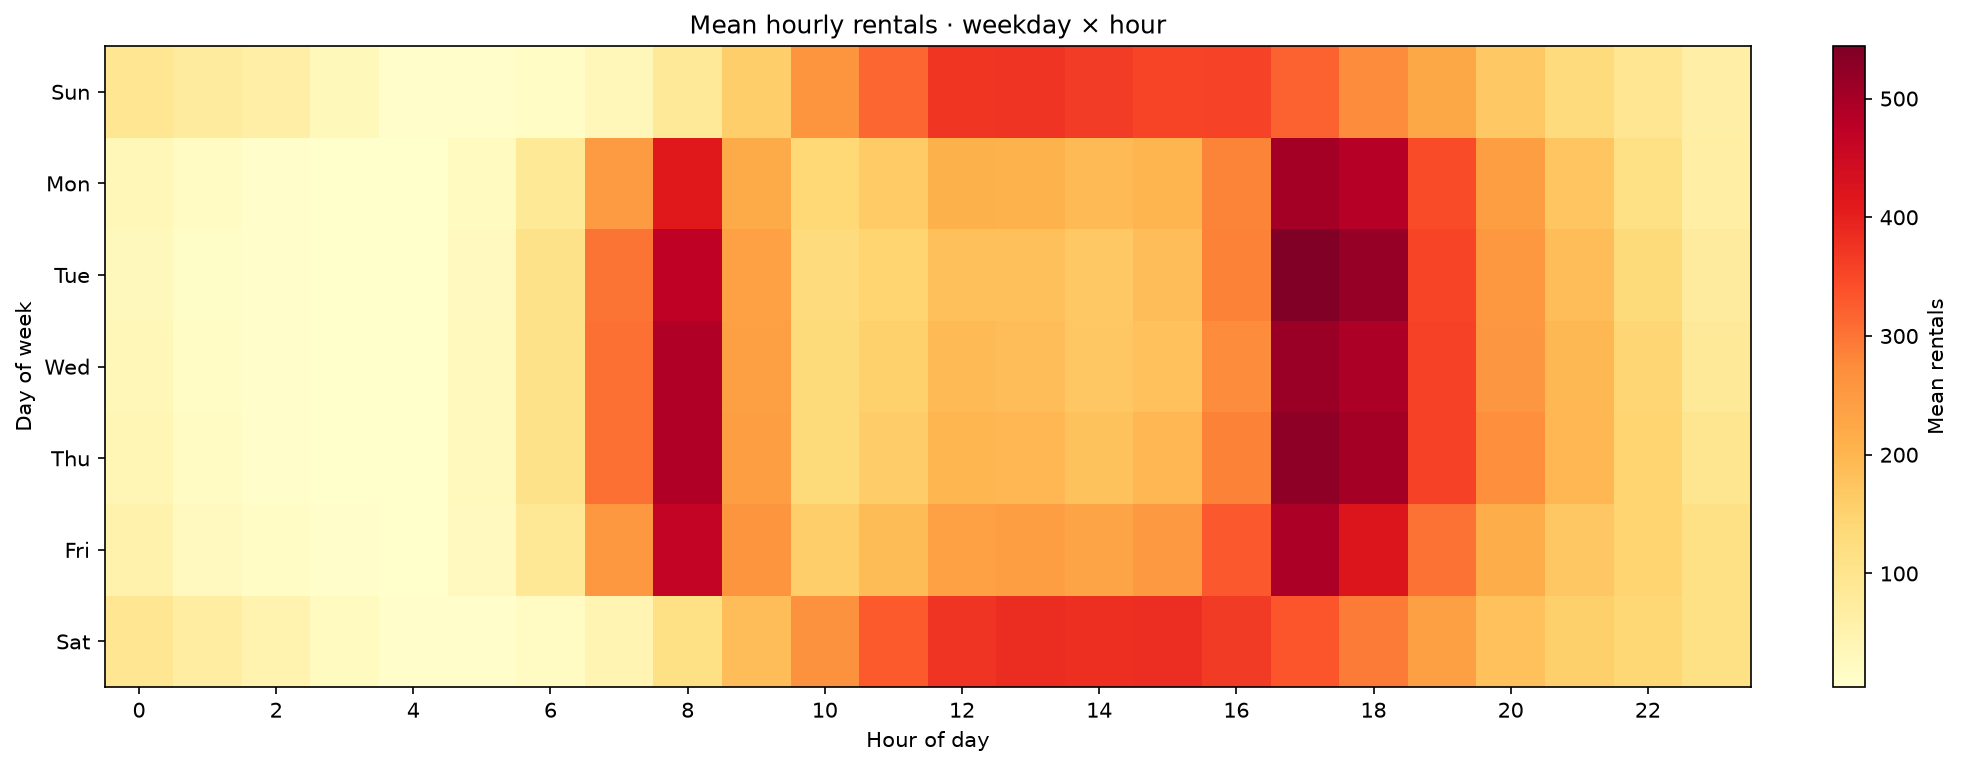 Mean hourly rentals · weekday × hour
Day of week
Sun
Mon
Tue
Wed
Thu
Fri
Sat
0 2 4 6 8 10 12 14 16 18 20 22
Hour of day
500
400
300
200
100
Mean rentals